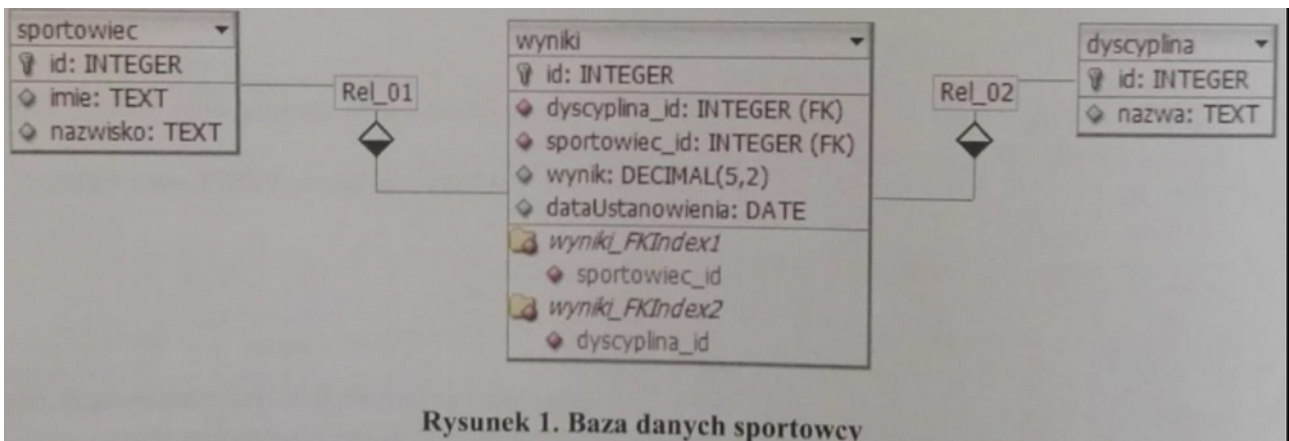 sportowiec
id: INTEGER
imie: TEXT
nazwisko: TEXT
Rel_01
wyniki
id: INTEGER
dyscyplina_id: INTEGER (FK)
sportowiec_id: INTEGER (FK)
wynik: DECIMAL(5,2)
dataUstanowienia: DATE
wyniki_FKIndex1
sportowiec_id
wyniki_FKIndex2
dyscyplina_id
Rel_02
dyscyplina
id: INTEGER
nazwa: TEXT
Rysunek 1. Baza danych sportowcy